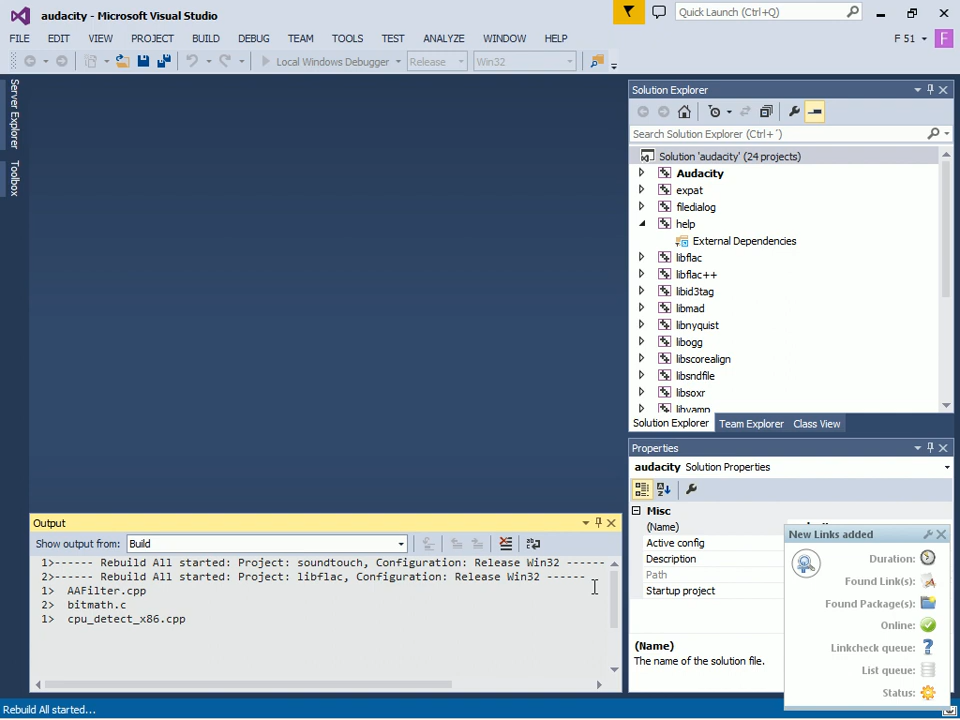 audacity - Microsoft Visual Studio
Quick Launch (Ctrl+Q)
FILE EDIT VIEW PROJECT BUILD DEBUG TEAM TOOLS TEST ANALYZE WINDOW HELP
F 51 F
Local Windows Debugger Release Win32
Server Explorer
Toolbox
Solution Explorer
Search Solution Explorer (Ctrl+´)
Solution 'audacity' (24 projects)
Audacity
expat
filedialog
help
External Dependencies
libflac
libflac++
libid3tag
libmad
libnyquist
libogg
libscorealign
libsndfile
libsoxr
libvamp
Solution Explorer Team Explorer Class View
Properties
audacity Solution Properties
Misc
(Name)
Active config
Description
Path
Startup project
(Name)
The name of the solution file.
Output
Show output from: Build
1>------ Rebuild All started: Project: soundtouch, Configuration: Release Win32 ------
2>------ Rebuild All started: Project: libflac, Configuration: Release Win32 ------
1> AAFilter.cpp
2> bitmath.c
1> cpu_detect_x86.cpp
New Links added
Duration:
Found Link(s):
Found Package(s):
Online:
Linkcheck queue:
List queue:
Status:
Rebuild All started...